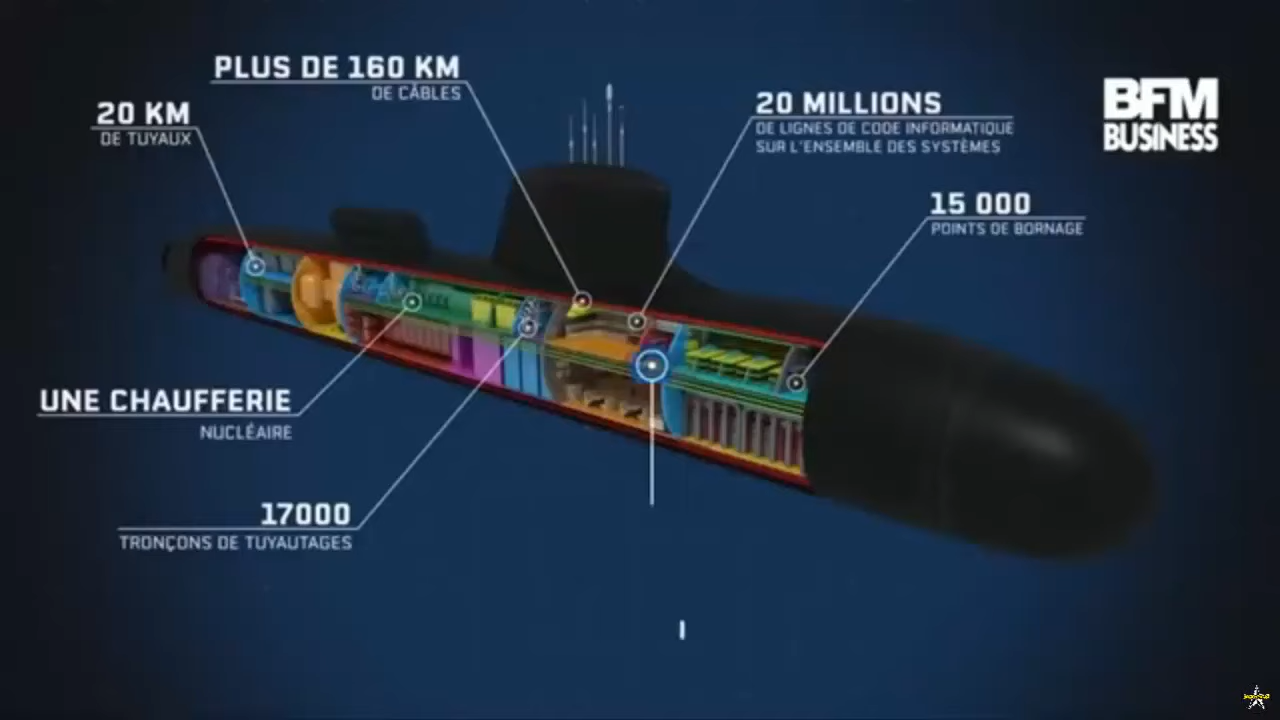 PLUS DE 160 KM
DE CÂBLES
20 KM
DE TUYAUX
20 MILLIONS
DE LIGNES DE CODE INFORMATIQUE
SUR L'ENSEMBLE DES SYSTÈMES
BFM
BUSINESS
15 000
POINTS DE BORNAGE
UNE CHAUFFERIE
NUCLÉAIRE
17000
TRONÇONS DE TUYAUTAGES